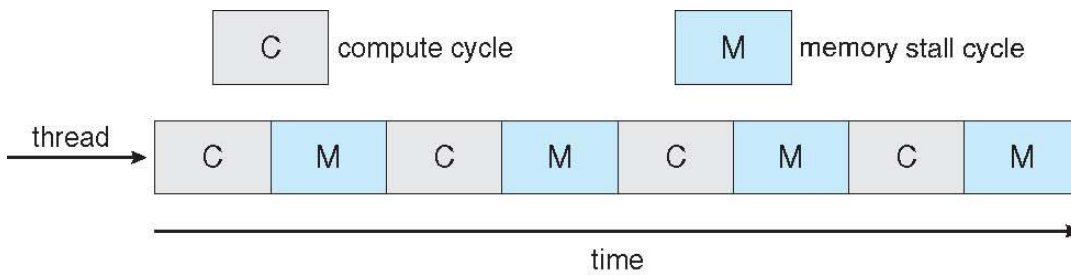 C compute cycle M memory stall cycle
thread
C M C M C M C M
time